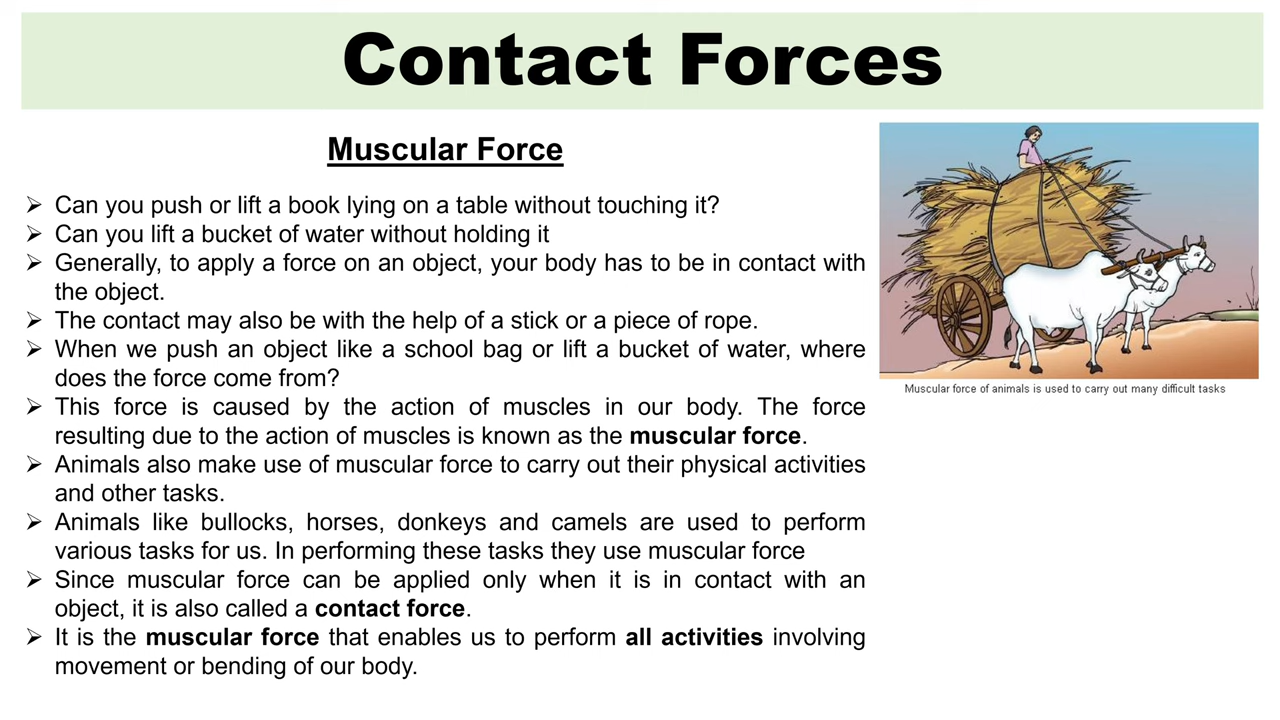 Contact Forces
Muscular Force
➢ Can you push or lift a book lying on a table without touching it?
➢ Can you lift a bucket of water without holding it
➢ Generally, to apply a force on an object, your body has to be in contact with
the object.
➢ The contact may also be with the help of a stick or a piece of rope.
➢ When we push an object like a school bag or lift a bucket of water, where
does the force come from?
➢ This force is caused by the action of muscles in our body. The force
resulting due to the action of muscles is known as the muscular force.
➢ Animals also make use of muscular force to carry out their physical activities
and other tasks.
➢ Animals like bullocks, horses, donkeys and camels are used to perform
various tasks for us. In performing these tasks they use muscular force
➢ Since muscular force can be applied only when it is in contact with an
object, it is also called a contact force.
➢ It is the muscular force that enables us to perform all activities involving
movement or bending of our body.
Muscular force of animals is used to carry out many difficult tasks